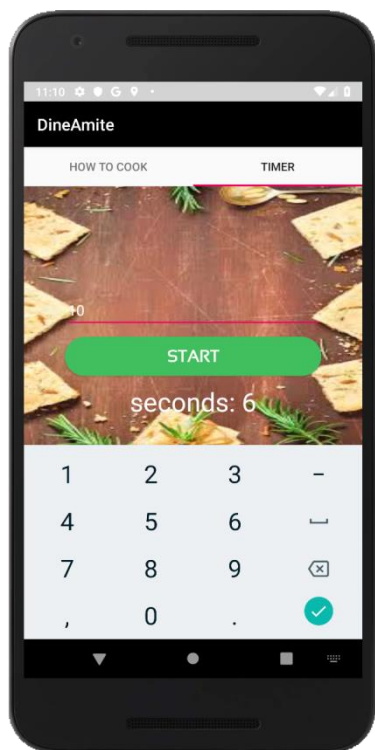 11:10 G
DineAmite
HOW TO COOK TIMER
10
START
seconds: 6
1 2 3 -
4 5 6
7 8 9
, 0 .